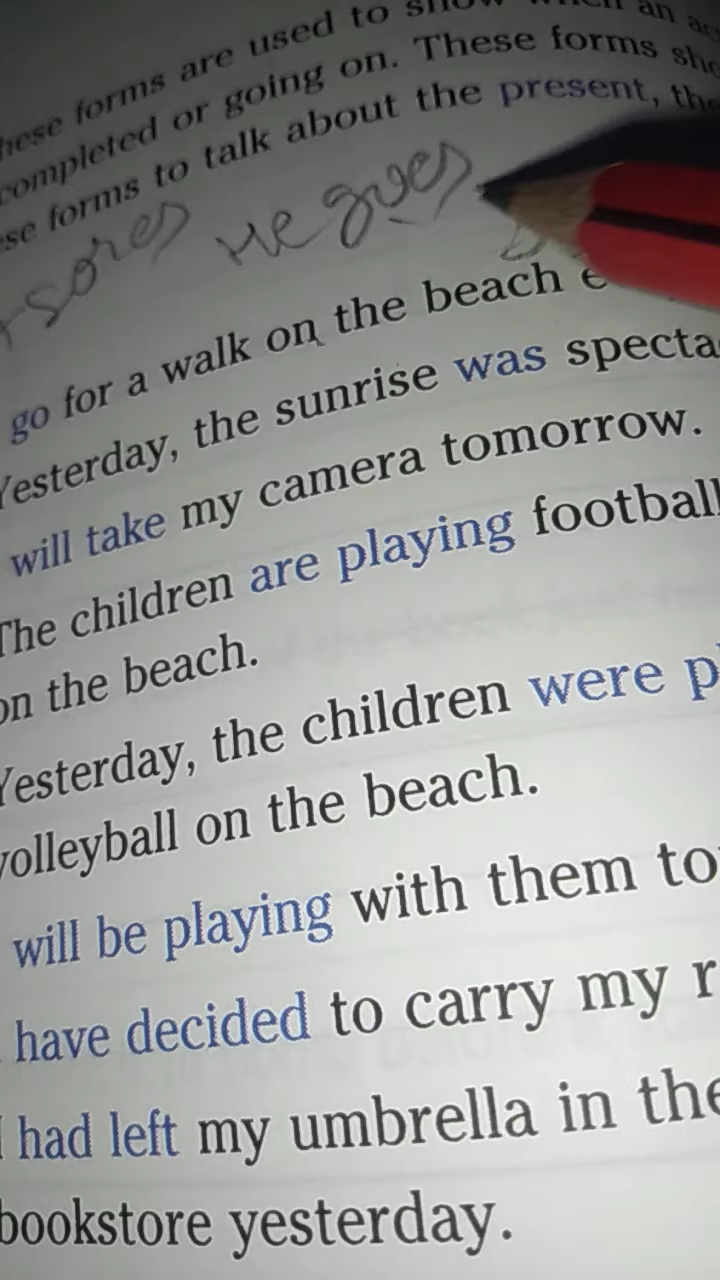 hese forms are used to show when an
completed or going on. These forms
se forms to talk about the present,
He goes
go for a walk on the beach
Yesterday, the sunrise was specta
will take my camera tomorrow.
The children are playing football
on the beach.
Yesterday, the children were p
volleyball on the beach.
will be playing with them to
have decided to carry my r
I had left my umbrella in the
bookstore yesterday.